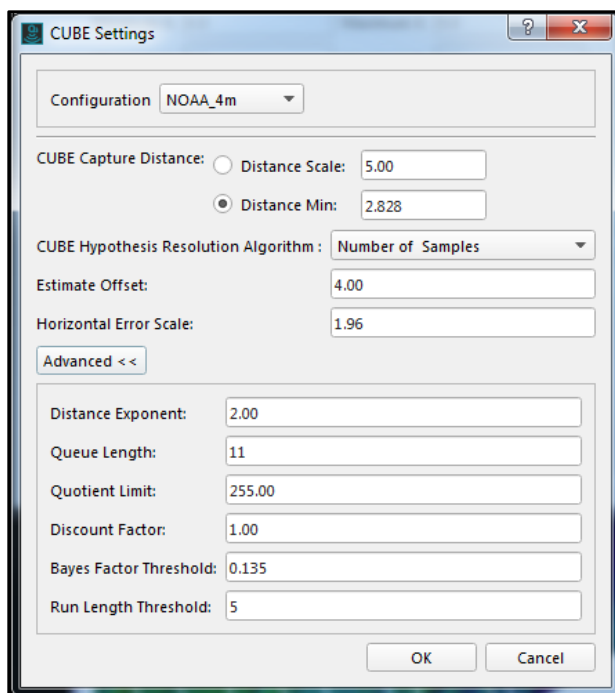 CUBE Settings
Configuration NOAA_4m
CUBE Capture Distance: Distance Scale: 5.00
Distance Min: 2.828
CUBE Hypothesis Resolution Algorithm : Number of Samples
Estimate Offset: 4.00
Horizontal Error Scale: 1.96
Advanced <<
Distance Exponent: 2.00
Queue Length: 11
Quotient Limit: 255.00
Discount Factor: 1.00
Bayes Factor Threshold: 0.135
Run Length Threshold: 5
OK Cancel